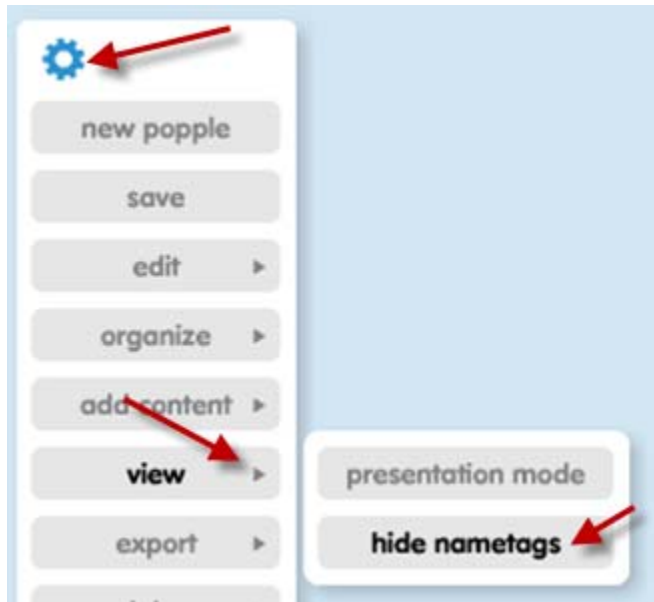 new popple
save
edit
organize
add content
view
presentation mode
export
hide nametags